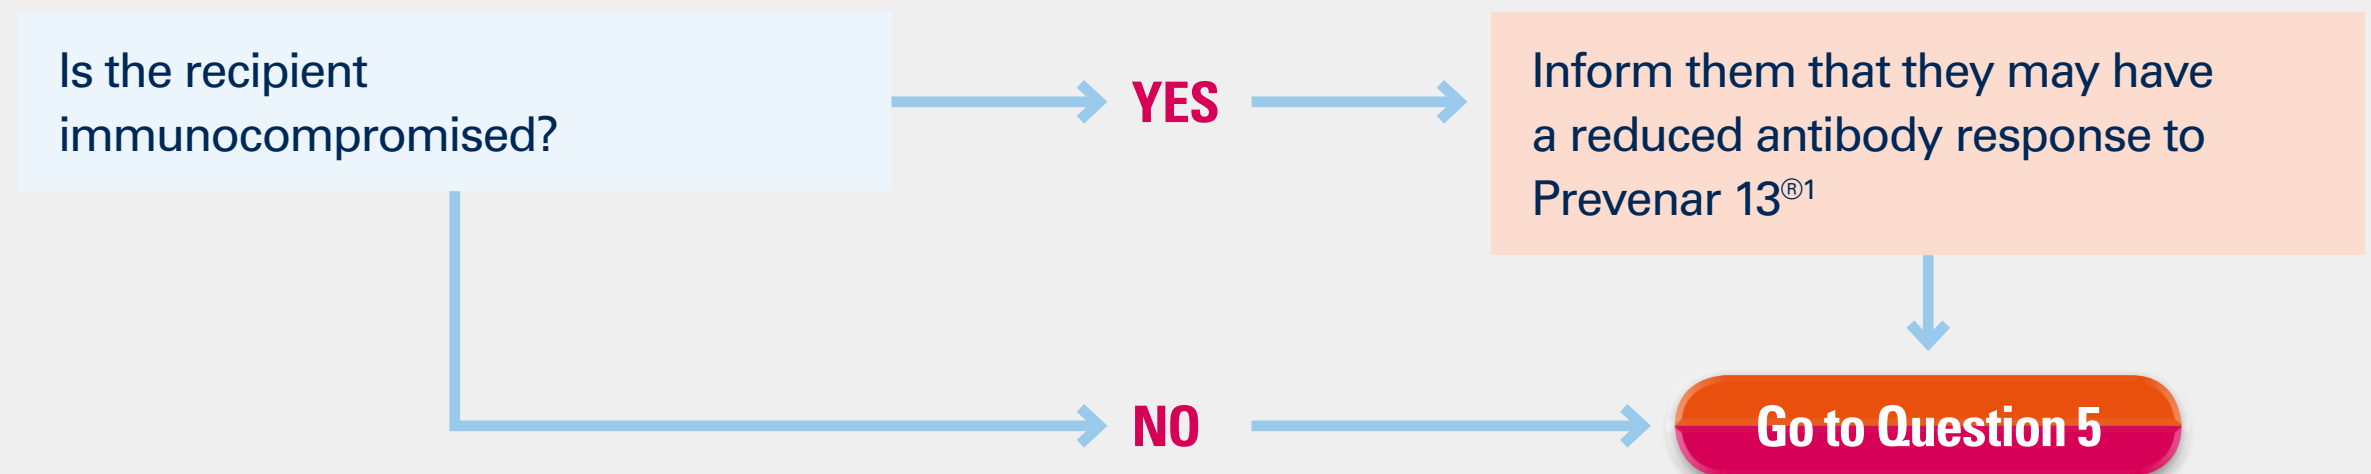 Is the recipient
immunocompromised?
YES
Inform them that they may have
a reduced antibody response to
Prevenar 13®1
NO
Go to Question 5